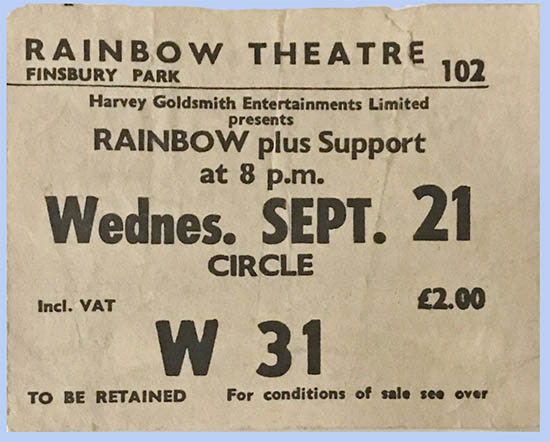 RAINBOW THEATRE
FINSBURY PARK 102
Harvey Goldsmith Entertainments Limited
presents
RAINBOW plus Support
at 8 p.m.
Wednes. SEPT. 21
CIRCLE
Incl. VAT £2.00
W 31
TO BE RETAINED For conditions of sale see over